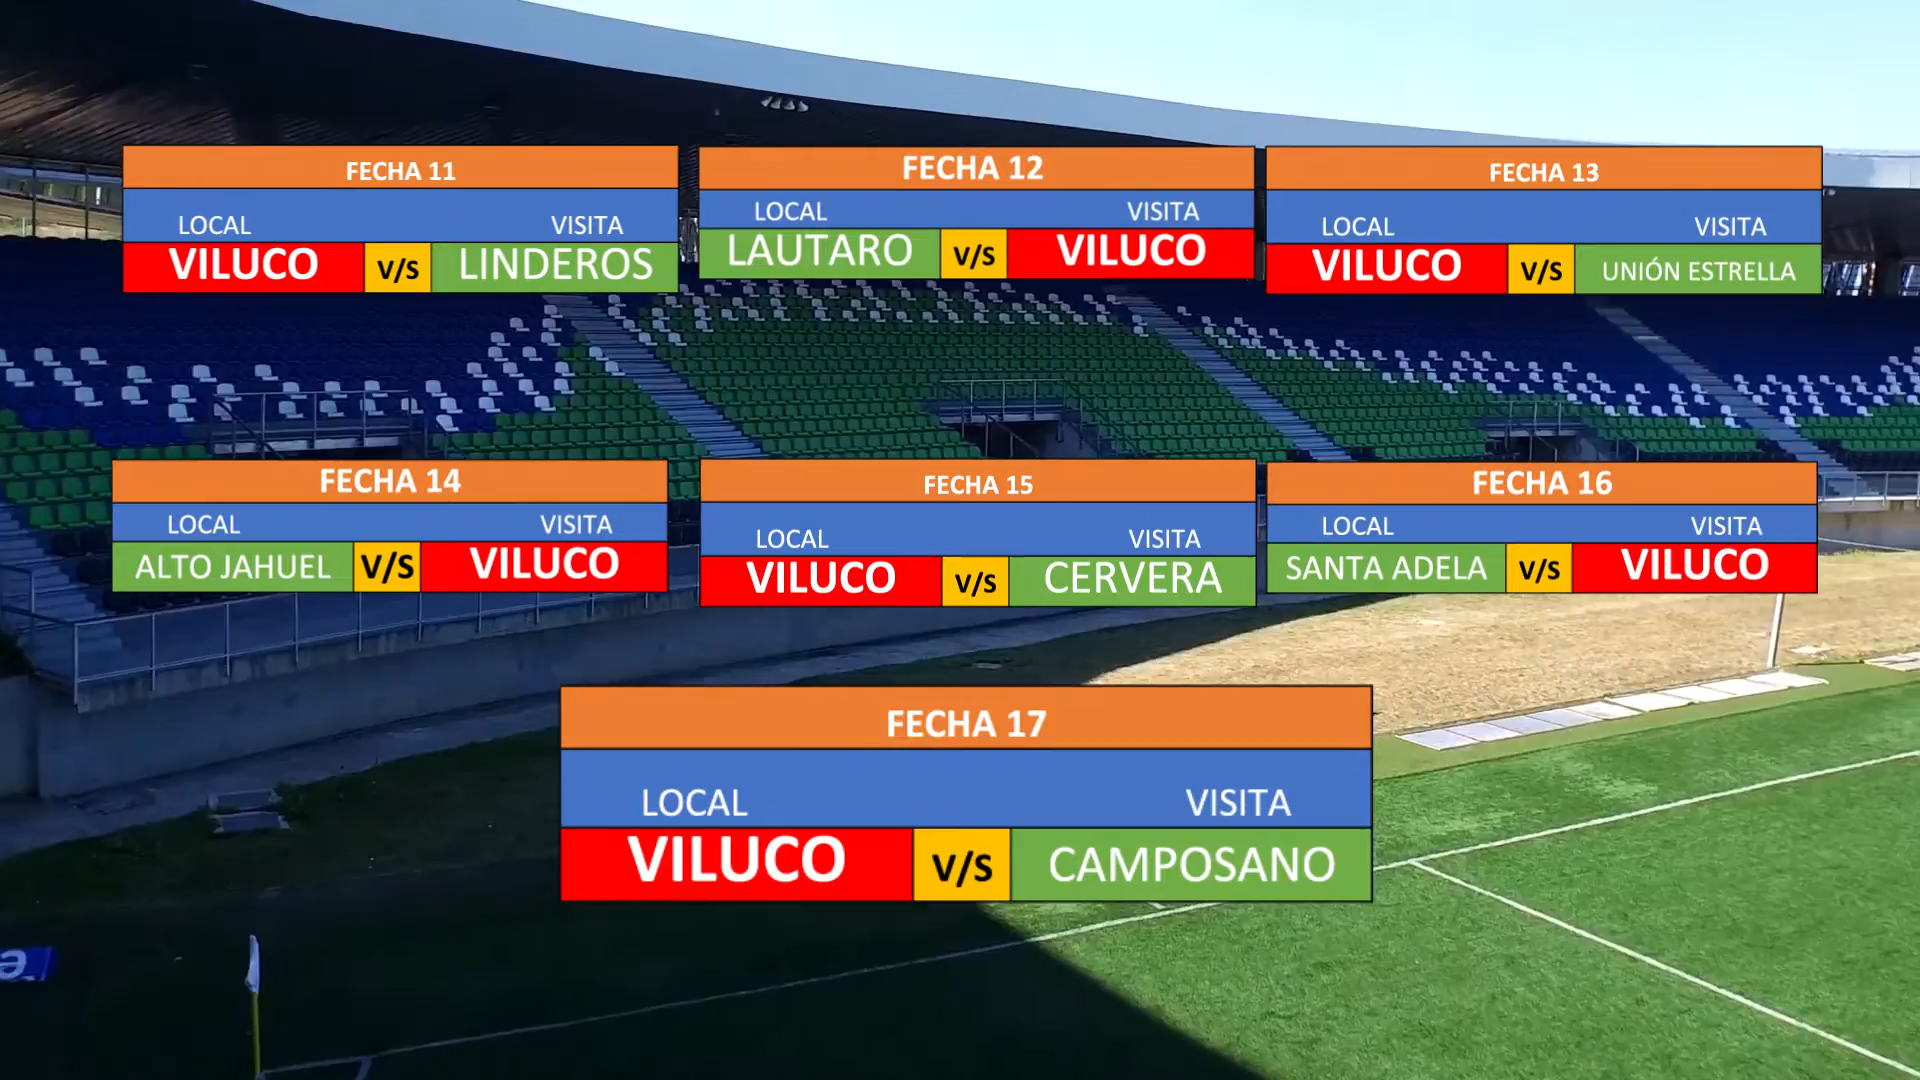 FECHA 11
LOCAL VISITA
VILUCO V/S LINDEROS
FECHA 12
LOCAL VISITA
LAUTARO V/S VILUCO
FECHA 13
LOCAL VISITA
VILUCO V/S UNIÓN ESTRELLA
FECHA 14
LOCAL VISITA
ALTO JAHUEL V/S VILUCO
FECHA 15
LOCAL VISITA
VILUCO V/S CERVERA
FECHA 16
LOCAL VISITA
SANTA ADELA V/S VILUCO
FECHA 17
LOCAL VISITA
VILUCO V/S CAMPOSANO